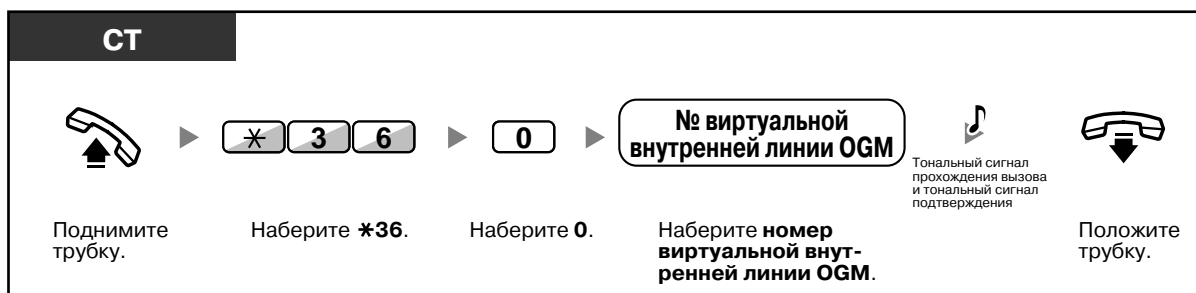 СТ
✳ 3 6
0
№ виртуальной
внутренней линии OGM
Тональный сигнал
прохождения вызова
и тональный сигнал
подтверждения
Поднимите
трубку.
Наберите ✳36.
Наберите 0.
Наберите номер
виртуальной внут-
ренней линии OGM.
Положите
трубку.